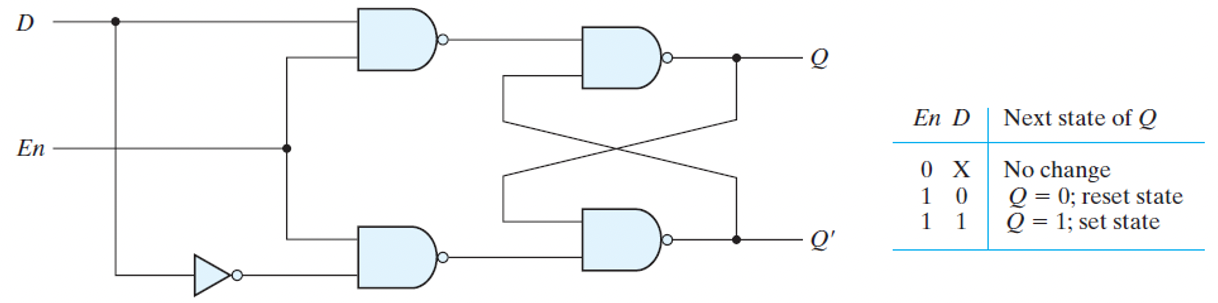 D
Q
En
Q'
En D Next state of Q
0 X No change
1 0 Q = 0; reset state
1 1 Q = 1; set state